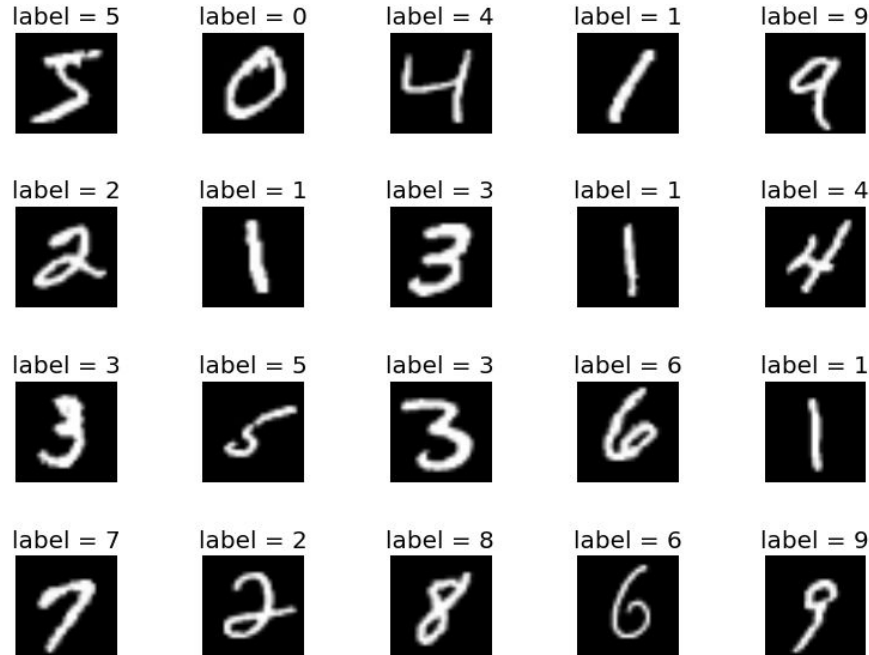 label = 5 label = 0 label = 4 label = 1 label = 9
5 0 4 1 9
label = 2 label = 1 label = 3 label = 1 label = 4
2 1 3 1 4
label = 3 label = 5 label = 3 label = 6 label = 1
3 5 3 6 1
label = 7 label = 2 label = 8 label = 6 label = 9
7 2 8 6 9